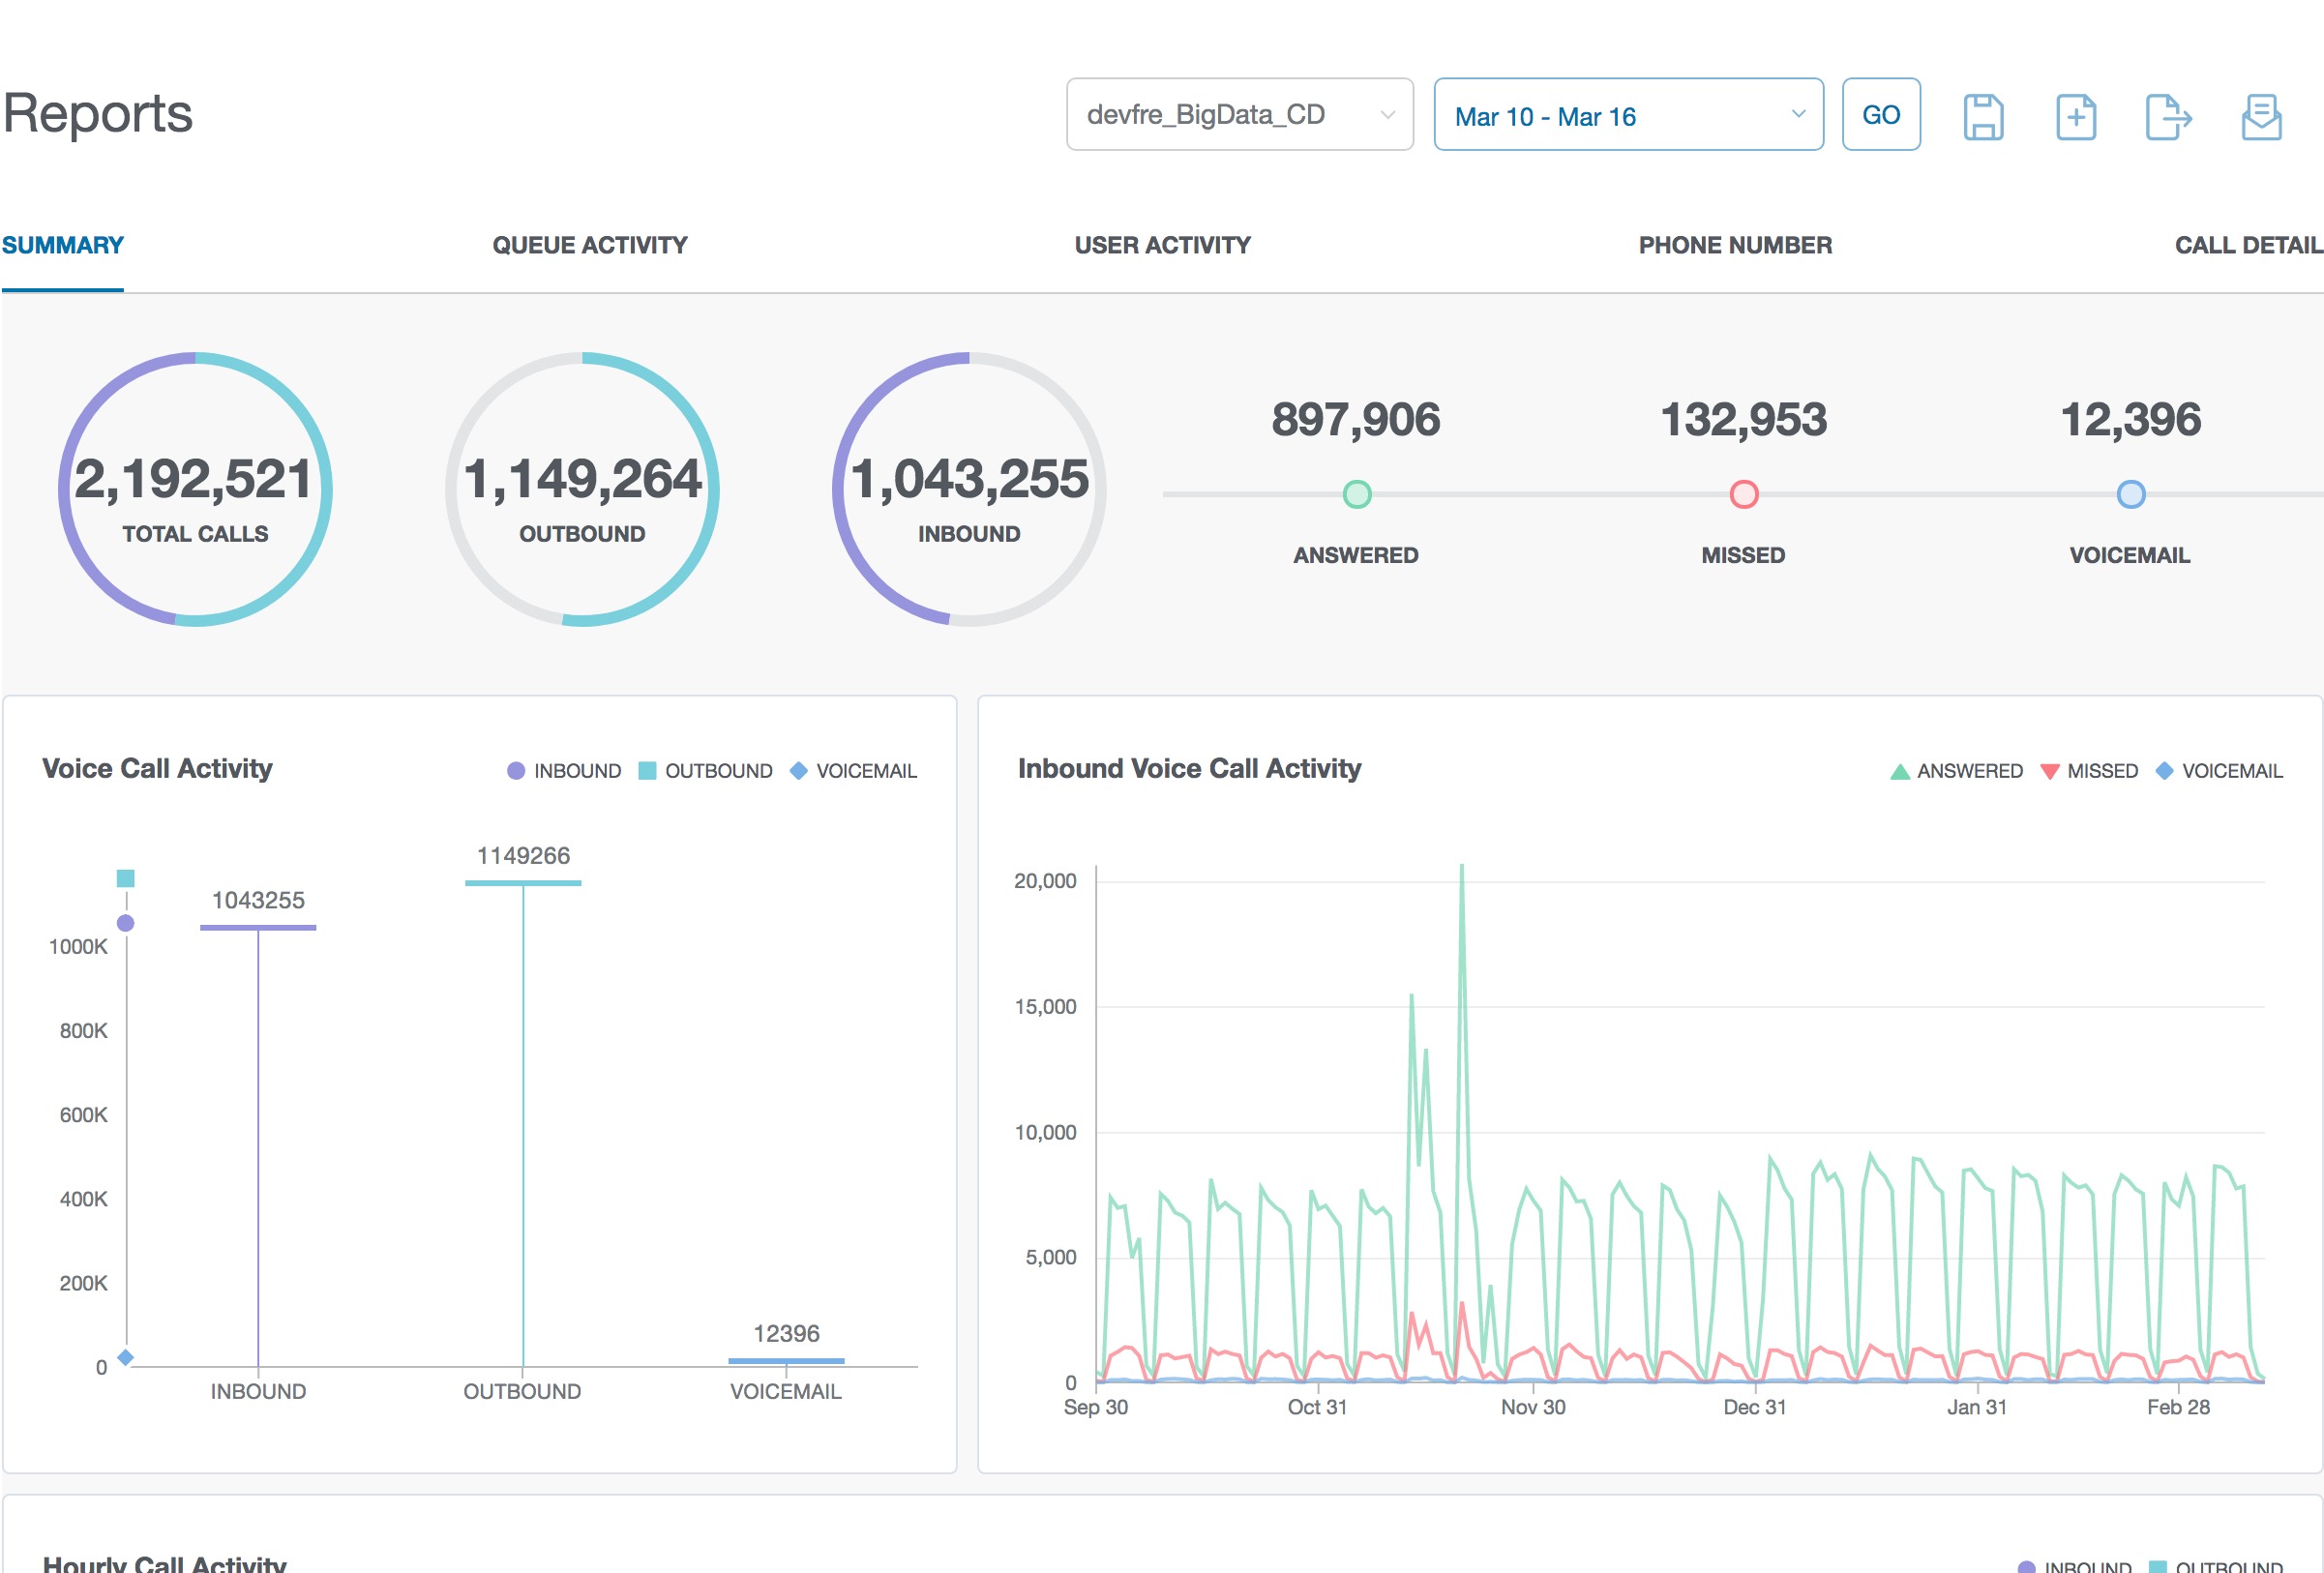 Reports
devfre_BigData_CD
Mar 10 - Mar 16
GO
SUMMARY
QUEUE ACTIVITY
USER ACTIVITY
PHONE NUMBER
CALL DETAIL
2,192,521
TOTAL CALLS
1,149,264
OUTBOUND
1,043,255
INBOUND
897,906
ANSWERED
132,953
MISSED
12,396
VOICEMAIL
Voice Call Activity
INBOUND
OUTBOUND
VOICEMAIL
1149266
1043255
1000K
800K
600K
400K
200K
12396
0
INBOUND
OUTBOUND
VOICEMAIL
Inbound Voice Call Activity
ANSWERED
MISSED
VOICEMAIL
20,000
15,000
10,000
5,000
0
Sep 30
Oct 31
Nov 30
Dec 31
Jan 31
Feb 28
Hourly Call Activity
INBOUND
OUTBOUND